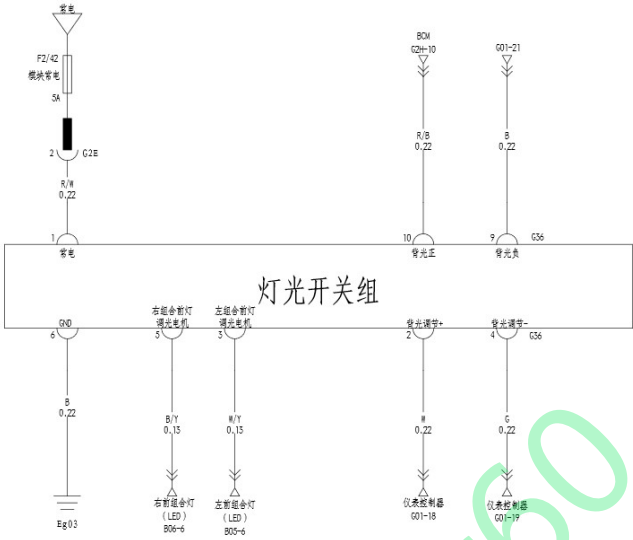 常电
F2/42
模块常电
5A
2
G2E
R/W
0.22
1
常电
BCM
G2H-10
R/B
0.22
10
背光正
G01-21
B
0.22
9
G36
背光负
灯光开关组
GND
6
B
0.22
Eg03
右组合前灯
调光电机
5
B/Y
0.13
右前组合灯
(LED)
B06-6
左组合前灯
调光电机
3
W/Y
0.13
左前组合灯
(LED)
B05-6
背光调节+
2
W
0.22
仪表控制器
G01-18
背光调节-
4
G36
G
0.22
仪表控制器
G01-19
60